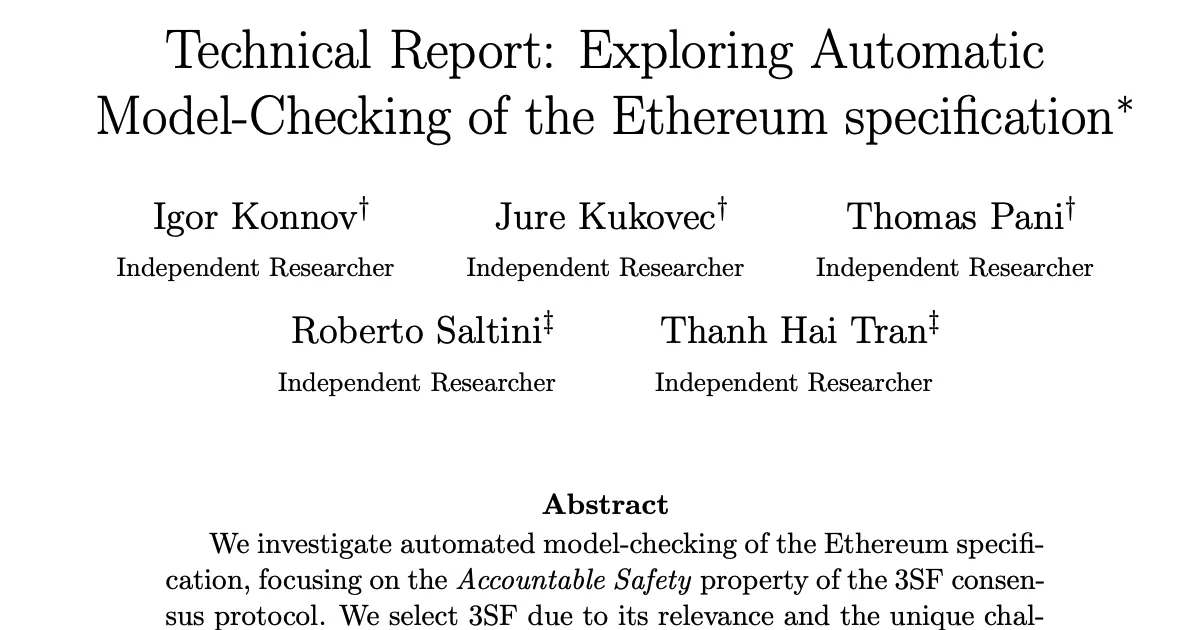 Technical Report: Exploring Automatic
Model-Checking of the Ethereum specification*
Igor Konnov† Jure Kukovec† Thomas Pani†
Independent Researcher Independent Researcher Independent Researcher
Roberto Saltini‡ Thanh Hai Tran‡
Independent Researcher Independent Researcher
Abstract
We investigate automated model-checking of the Ethereum specifi-
cation, focusing on the Accountable Safety property of the 3SF consen-
sus protocol. We select 3SF due to its relevance and the unique chal-